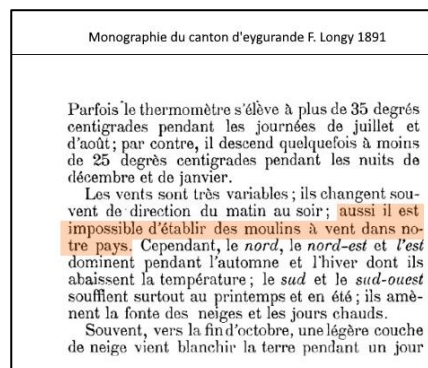 Monographie du canton d'eygurande F. Longy 1891
Parfois le thermomètre s'élève à plus de 35 degrés
centigrades pendant les journées de juillet et
d'août; par contre, il descend quelquefois à moins
de 25 degrès centigrades pendant les nuits de
décembre et de janvier.
Les vents sont très variables; ils changent sou-
vent de direction du matin au soir; aussi il est
impossible d'établir des moulins à vent dans no-
tre pays. Cependant, le nord, le nord-est et l'est
dominent pendant l'automne et l'hiver dont ils
abaissent la température; le sud et le sud-ouest
soufflent surtout au printemps et en été; ils amè-
nent la fonte des neiges et les jours chauds.
Souvent, vers la fin d'octobre, une légère couche
de neige vient blanchir la terre pendant un jour